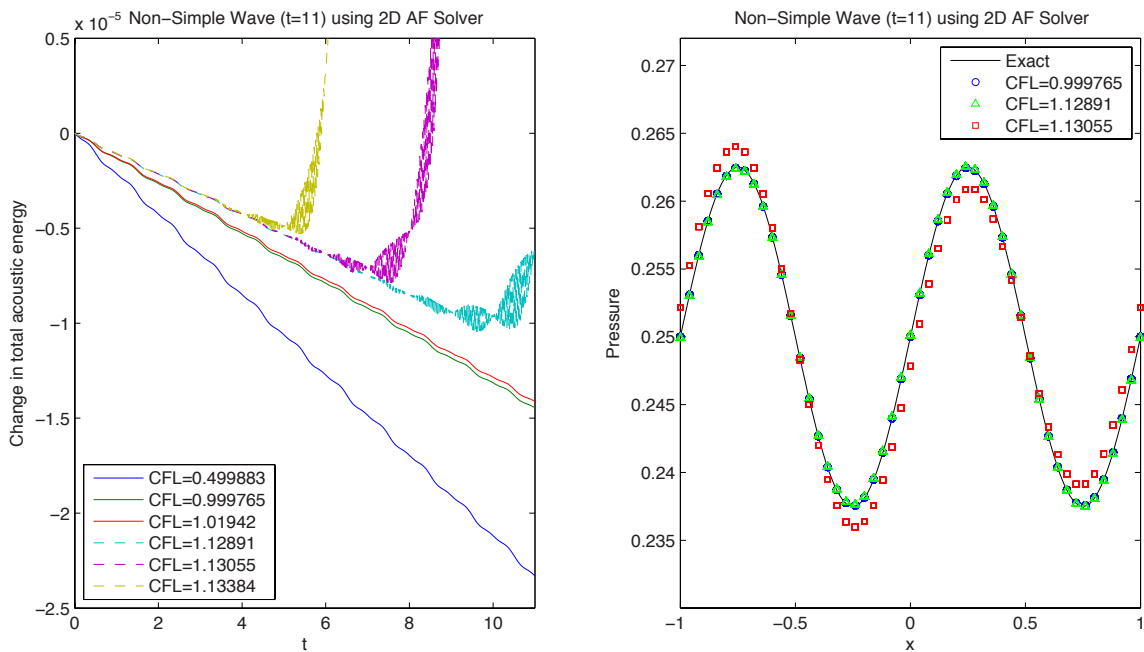 Non-Simple Wave (t=11) using 2D AF Solver
x 10⁻⁵
0.5
0
−0.5
−1
−1.5
−2
−2.5
Change in total acoustic energy
CFL=0.499883
CFL=0.999765
CFL=1.01942
CFL=1.12891
CFL=1.13055
CFL=1.13384
0 2 4 6 8 10
t
Non-Simple Wave (t=11) using 2D AF Solver
0.27
0.265
0.26
0.255
0.25
0.245
0.24
0.235
Pressure
Exact
CFL=0.999765
CFL=1.12891
CFL=1.13055
−1 −0.5 0 0.5 1
x